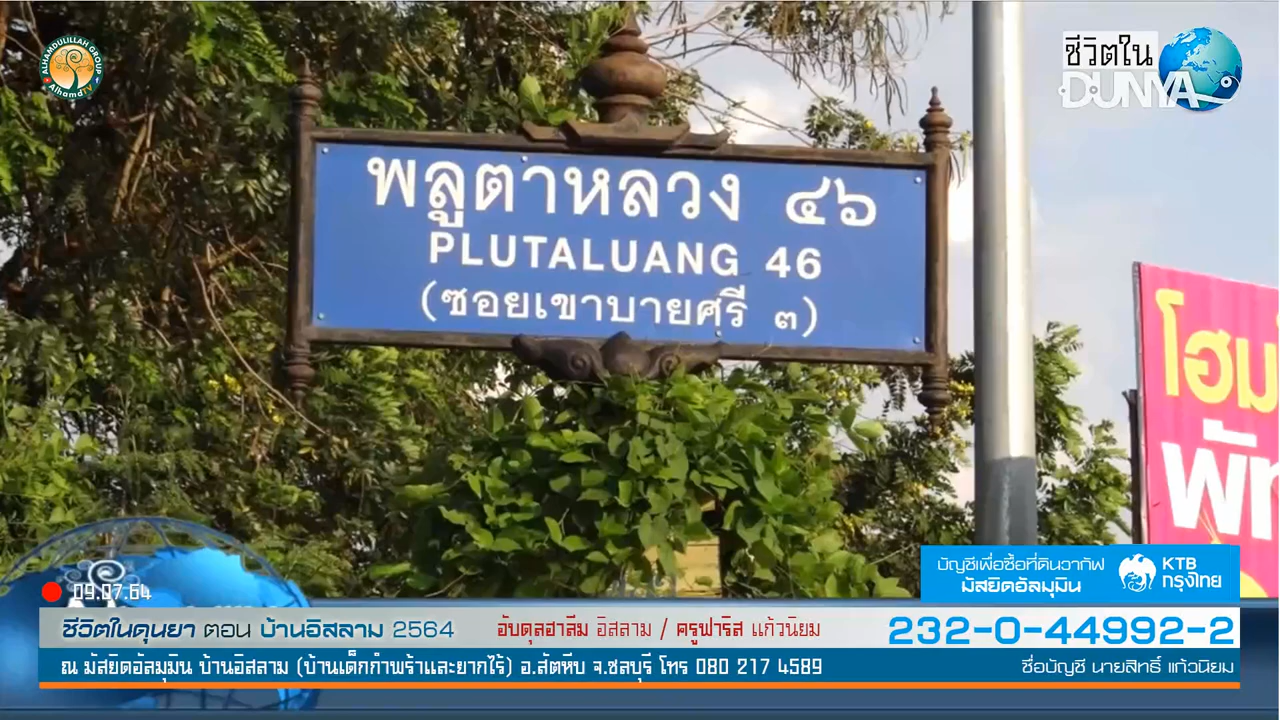 ALHAMDULILLAH GROUP
AlhamdTV
ชีวิตใน
DUNYA
พลูตาหลวง ๔๖
PLUTALUANG 46
(ซอยเขาบายศรี ๓)
โฮม
พัท
บัญชีเพื่อซื้อที่ดินวากัฟ
มัสยิดอัลมุมิน
KTB
กรุงไทย
09.07.64
ชีวิตในดุนยา ตอน บ้านอิสลาม 2564
อับดุลฮาลีม อิสลาม / ครูฟาริส แก้วนิยม
232-0-44992-2
ณ มัสยิดอัลมุมิน บ้านอิสลาม (บ้านเด็กกำพร้าและยากไร้) อ.สัตหีบ จ.ชลบุรี โทร 080 217 4589
ชื่อบัญชี นายสิทธิ์ แก้วนิยม